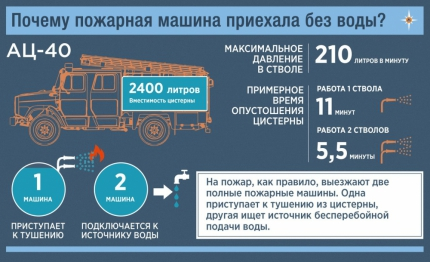 Почему пожарная машина приехала без воды?
АЦ-40
2400 литров
Вместимость цистерны
МАКСИМАЛЬНОЕ
ДАВЛЕНИЕ
В СТВОЛЕ
210 ЛИТРОВ В МИНУТУ
ПРИМЕРНОЕ
ВРЕМЯ
ОПУСТОШЕНИЯ
ЦИСТЕРНЫ
РАБОТА 1 СТВОЛА
11 МИНУТ
РАБОТА 2 СТВОЛОВ
5,5 МИНУТЫ
1
МАШИНА
ПРИСТУПАЕТ
К ТУШЕНИЮ
2
МАШИНА
ПОДКЛЮЧАЕТСЯ К
ИСТОЧНИКУ ВОДЫ
На пожар, как правило, выезжают две
полные пожарные машины. Одна
приступает к тушению из цистерны,
другая ищет источник бесперебойной
подачи воды.